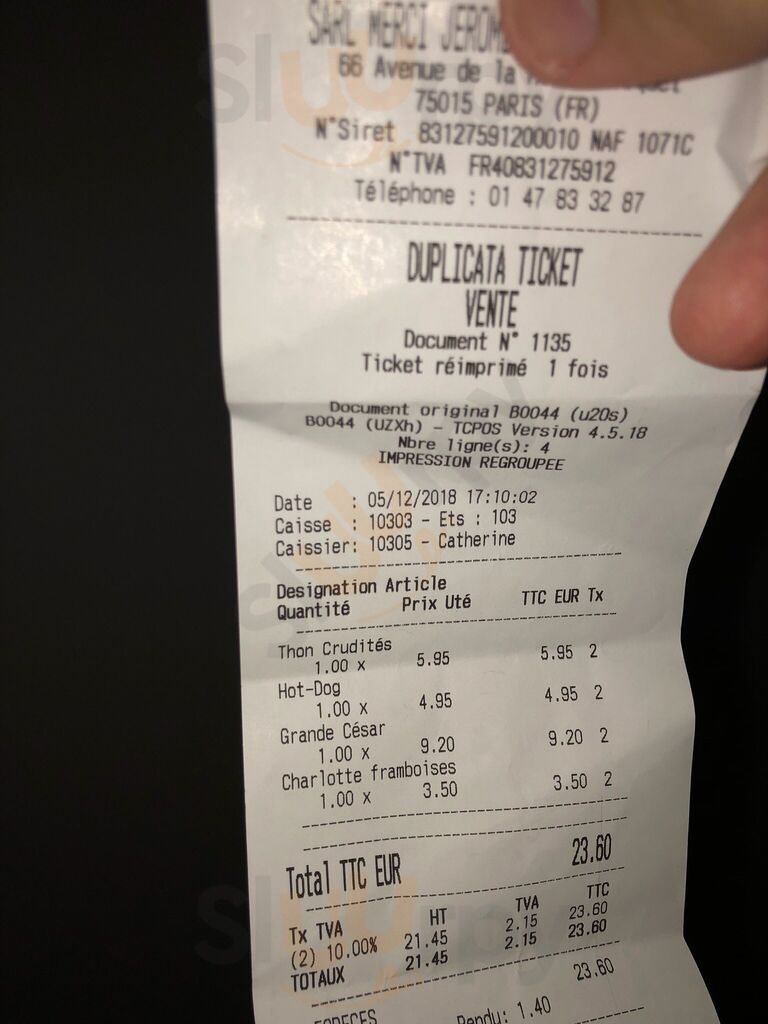 SARL MERCI JEROM
66 Avenue de la
75015 PARIS (FR)
N°Siret 83127591200010 NAF 1071C
N°TVA FR40831275912
Téléphone : 01 47 83 32 87
DUPLICATA TICKET
VENTE
Document N° 1135
Ticket réimprimé 1 fois
Document original B0044 (u20s)
B0044 (UZXh) - TCPOS Version 4.5.18
Nbre ligne(s): 4
IMPRESSION REGROUPEE
Date : 05/12/2018 17:10:02
Caisse : 10303 - Ets : 103
Caissier: 10305 - Catherine
Designation Article
Quantité Prix Uté TTC EUR Tx
Thon Crudités
1.00 x 5.95 5.95 2
Hot-Dog
1.00 x 4.95 4.95 2
Grande César
1.00 x 9.20 9.20 2
Charlotte framboises
1.00 x 3.50 3.50 2
Total TTC EUR 23.60
Tx TVA HT TVA TTC
(2) 10.00% 21.45 2.15 23.60
TOTAUX 21.45 2.15 23.60
23.60
ESPECES Rendu: 1.40